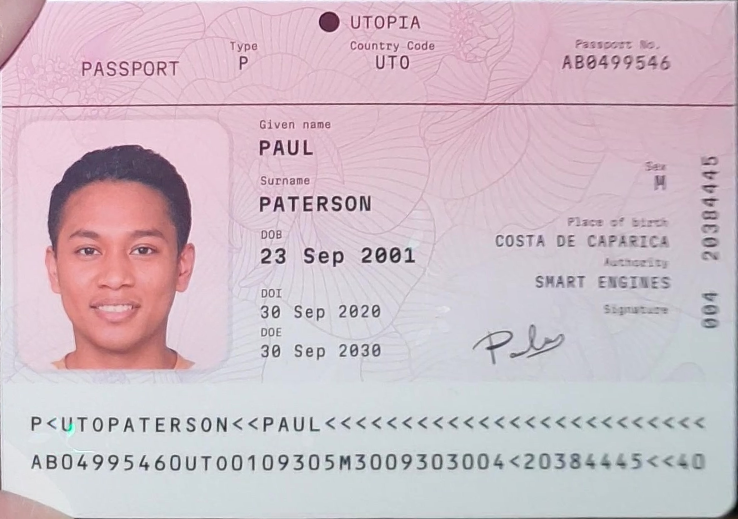 UTOPIA
PASSPORT
Type
P
Country Code
UTO
Passport No.
AB0499546
Given name
PAUL
Surname
PATERSON
DOB
23 Sep 2001
DOI
30 Sep 2020
DOE
30 Sep 2030
Sex
M
Place of birth
COSTA DE CAPARICA
Authority
SMART ENGINES
Signature
004 20384445
P<UTOPATERSON<<PAUL<<<<<<<<<<<<<<<<<<<<<<<<<
AB04995460UTO0109305M3009303004<20384445<<40